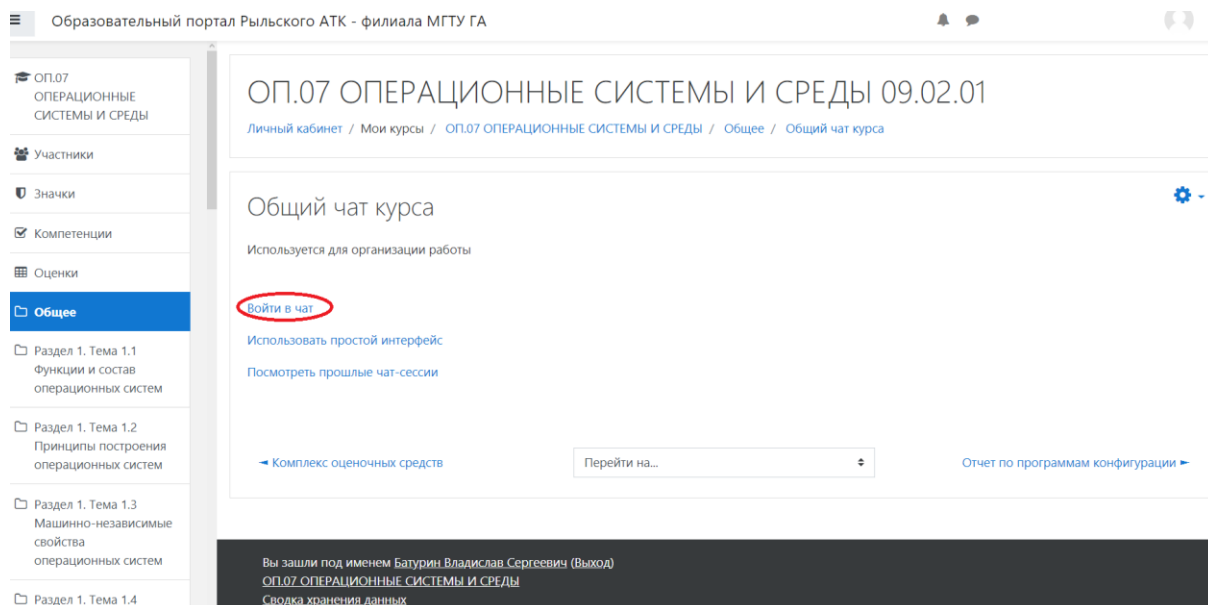 Образовательный портал Рыльского АТК - филиала МГТУ ГА
ОП.07
ОПЕРАЦИОННЫЕ
СИСТЕМЫ И СРЕДЫ
Участники
Значки
Компетенции
Оценки
Общее
Раздел 1. Тема 1.1
Функции и состав
операционных систем
Раздел 1. Тема 1.2
Принципы построения
операционных систем
Раздел 1. Тема 1.3
Машинно-независимые
свойства
операционных систем
Раздел 1. Тема 1.4
ОП.07 ОПЕРАЦИОННЫЕ СИСТЕМЫ И СРЕДЫ 09.02.01
Личный кабинет / Мои курсы / ОП.07 ОПЕРАЦИОННЫЕ СИСТЕМЫ И СРЕДЫ / Общее / Общий чат курса
Общий чат курса
Используется для организации работы
Войти в чат
Использовать простой интерфейс
Посмотреть прошлые чат-сессии
◄ Комплекс оценочных средств
Перейти на...
Отчет по программам конфигурации ►
Вы зашли под именем Батурин Владислав Сергеевич (Выход)
ОП.07 ОПЕРАЦИОННЫЕ СИСТЕМЫ И СРЕДЫ
Сводка хранения данных